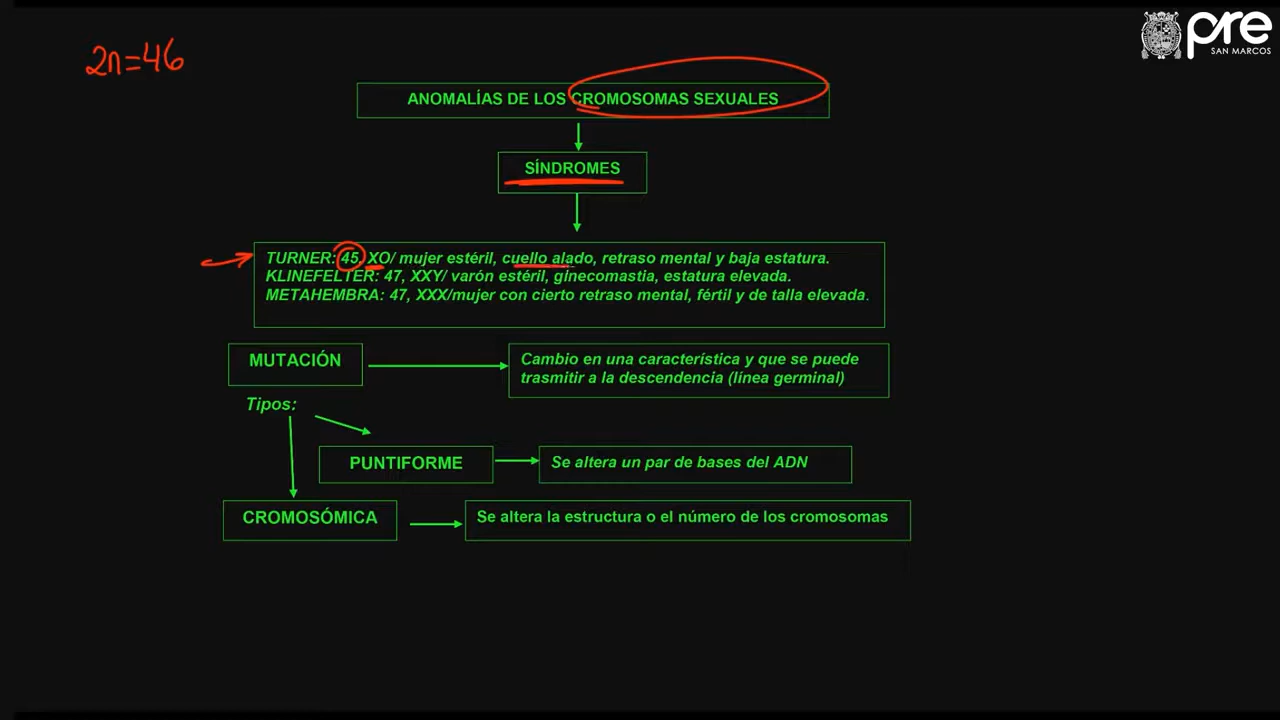 pre
SAN MARCOS
2n=46
ANOMALÍAS DE LOS CROMOSOMAS SEXUALES
SÍNDROMES
TURNER: 45, XO/ mujer estéril, cuello alado, retraso mental y baja estatura.
KLINEFELTER: 47, XXY/ varón estéril, ginecomastia, estatura elevada.
METAHEMBRA: 47, XXX/mujer con cierto retraso mental, fértil y de talla elevada.
MUTACIÓN
Cambio en una característica y que se puede
trasmitir a la descendencia (línea germinal)
Tipos:
PUNTIFORME
Se altera un par de bases del ADN
CROMOSÓMICA
Se altera la estructura o el número de los cromosomas